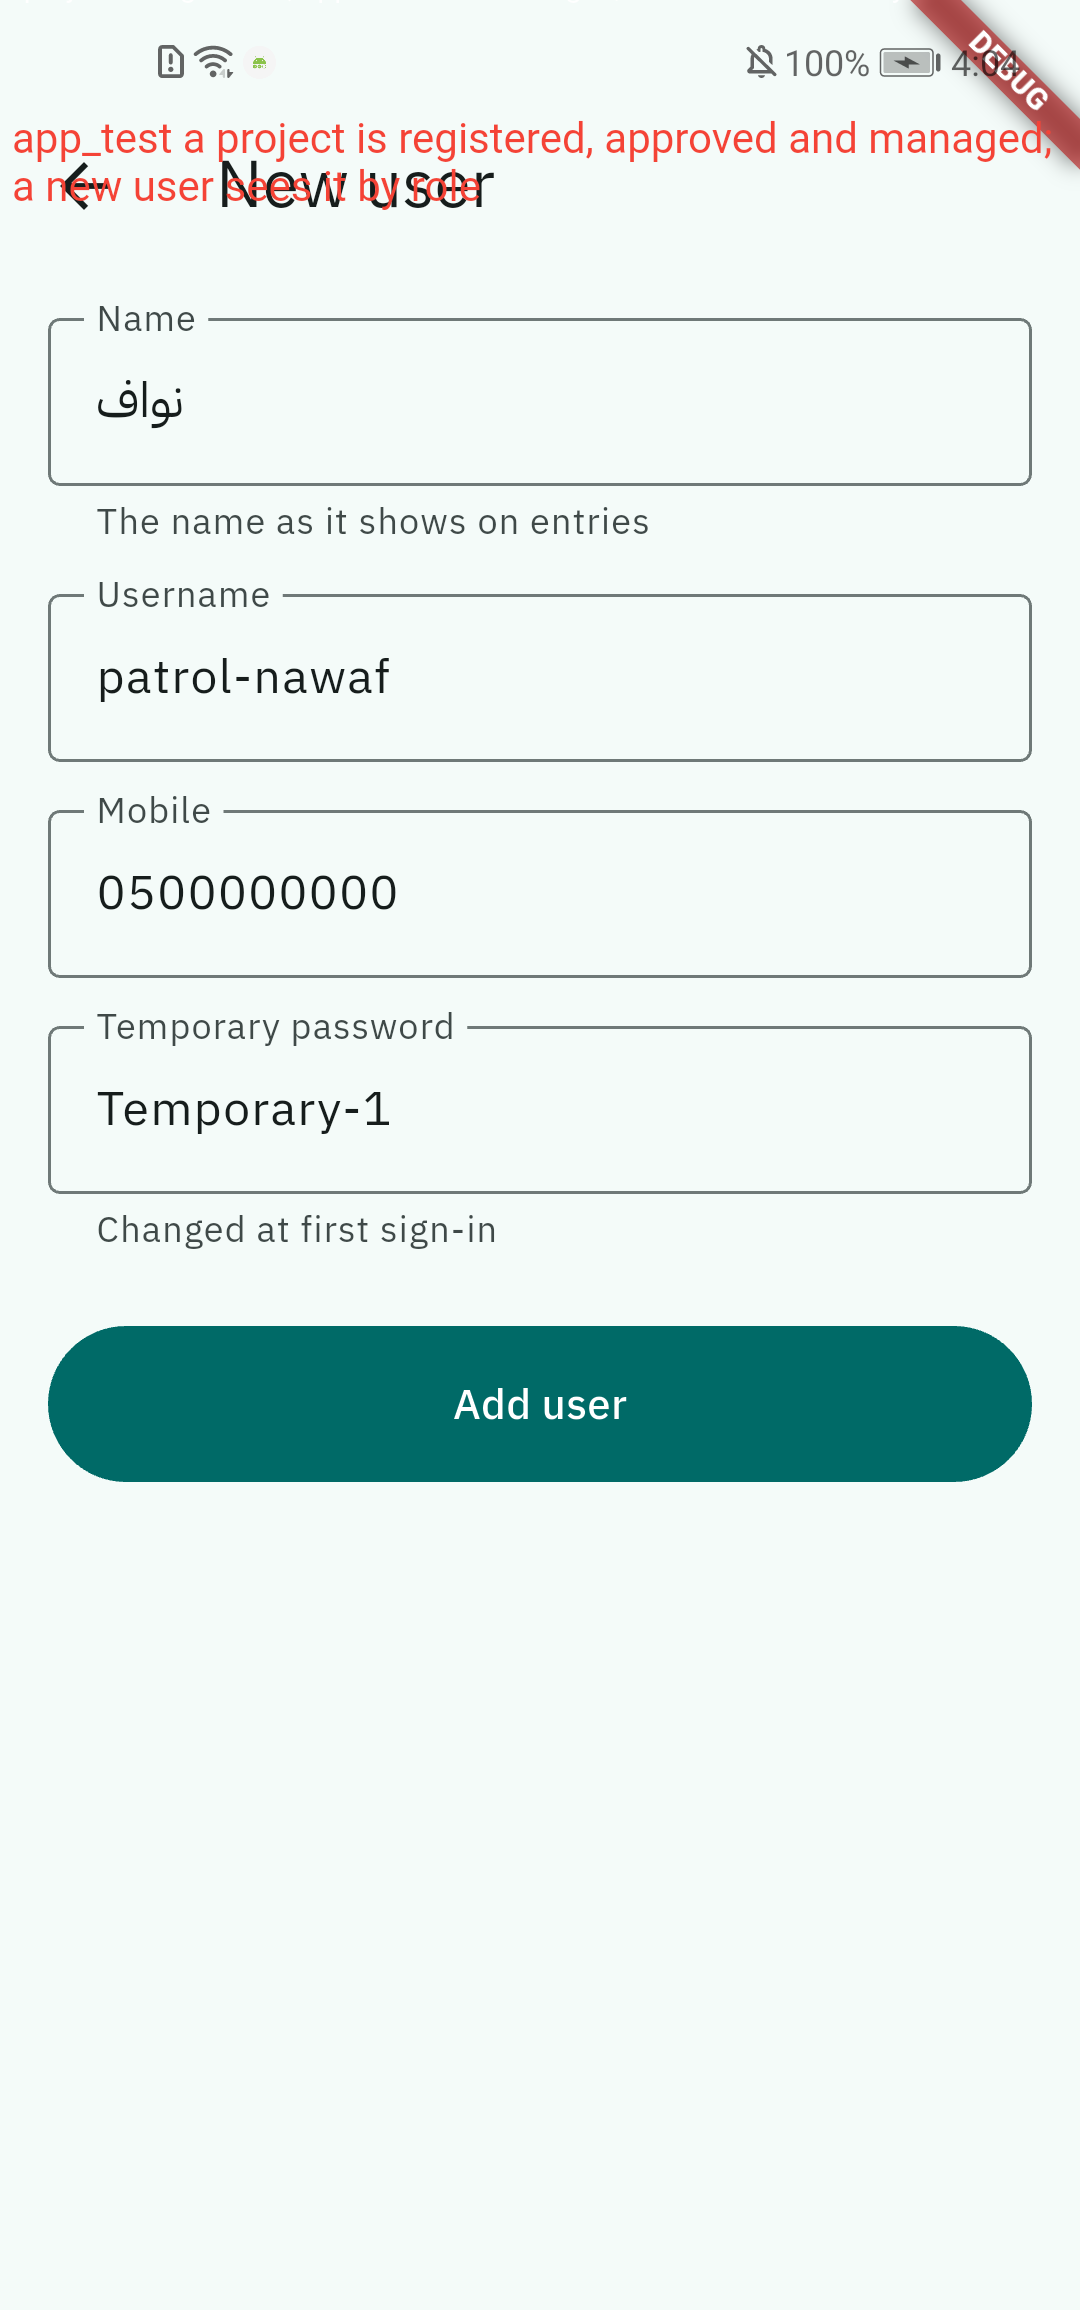 100% 4:04
DEBUG
app_test a project is registered, approved and managed;
a new user sees it by role
New user
Name
نواف
The name as it shows on entries
Username
patrol-nawaf
Mobile
0500000000
Temporary password
Temporary-1
Changed at first sign-in
Add user